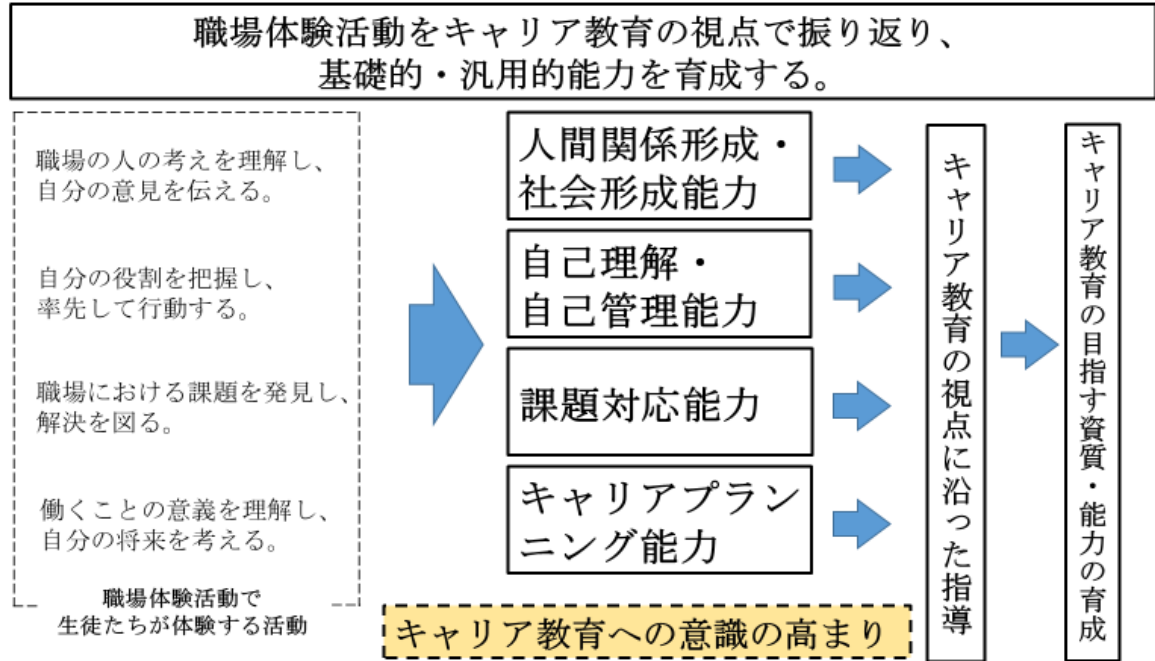 職場体験活動をキャリア教育の視点で振り返り、
基礎的・汎用的能力を育成する。
職場の人の考えを理解し、
自分の意見を伝える。
自分の役割を把握し、
率先して行動する。
職場における課題を発見し、
解決を図る。
働くことの意義を理解し、
自分の将来を考える。
職場体験活動で
生徒たちが体験する活動
人間関係形成・
社会形成能力
自己理解・
自己管理能力
課題対応能力
キャリアプラン
ニング能力
キャリア教育への意識の高まり
キャリア教育の視点に沿った指導
キャリア教育の目指す資質・能力の育成